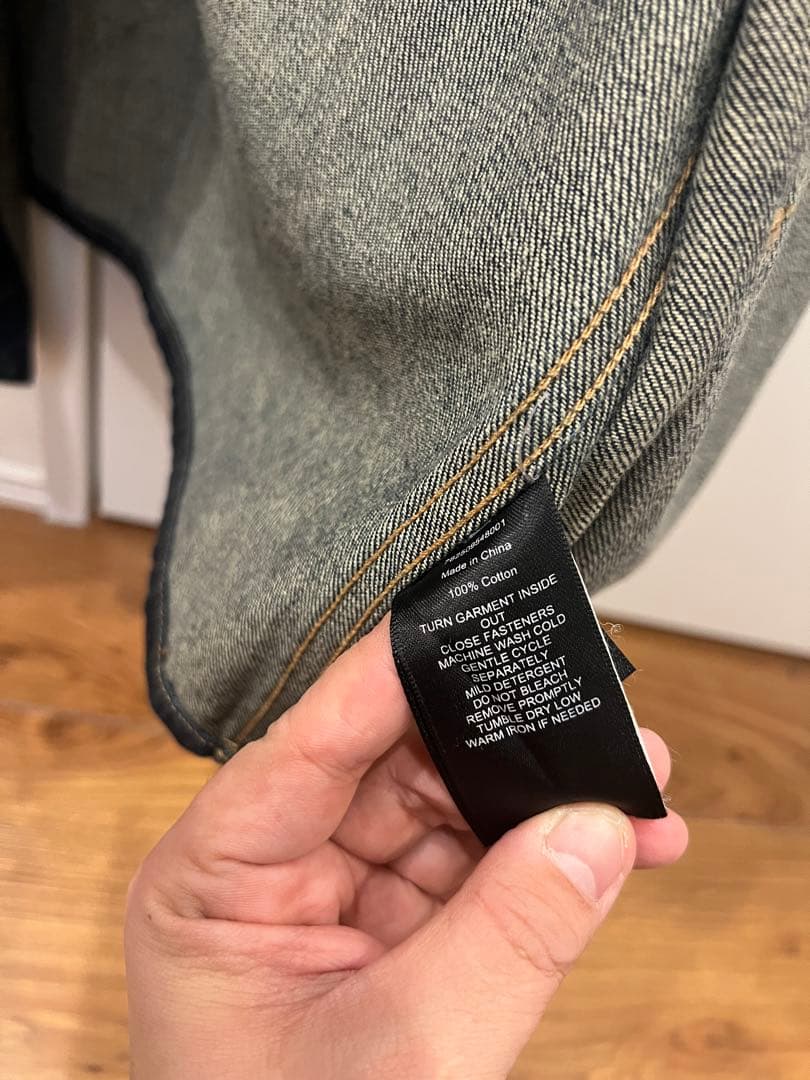 Made in China
100% Cotton
TURN GARMENT INSIDE
OUT
CLOSE FASTENERS
MACHINE WASH COLD
GENTLE CYCLE
SEPARATELY
MILD DETERGENT
DO NOT BLEACH
REMOVE PROMPTLY
TUMBLE DRY LOW
WARM IRON IF NEEDED